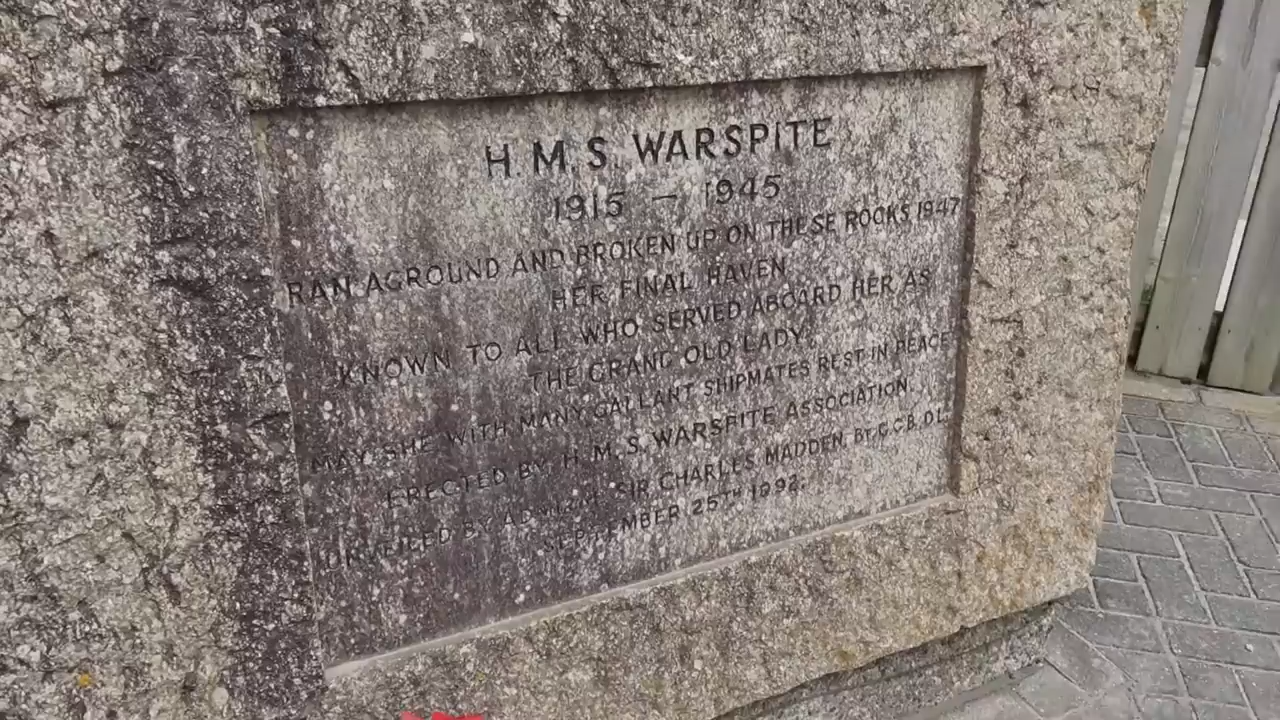 H.M.S. WARSPITE
1915 — 1945
RAN AGROUND AND BROKEN UP ON THESE ROCKS 1947
HER FINAL HAVEN
KNOWN TO ALL WHO SERVED ABOARD HER AS
THE GRAND OLD LADY.
MAY SHE WITH MANY GALLANT SHIPMATES REST IN PEACE
ERECTED BY H.M.S. WARSPITE ASSOCIATION.
UNVEILED BY ADMIRAL SIR CHARLES MADDEN, BT, G.C.B. D.L.
SEPTEMBER 25TH 1992.